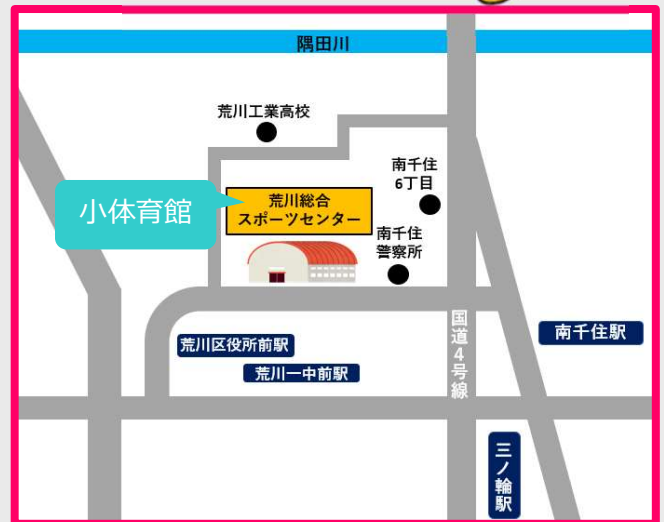 隅田川
荒川工業高校
南千住
6丁目
小体育館
荒川総合
スポーツセンター
南千住
警察所
国道4号線
南千住駅
荒川区役所前駅
荒川一中前駅
三ノ輪駅